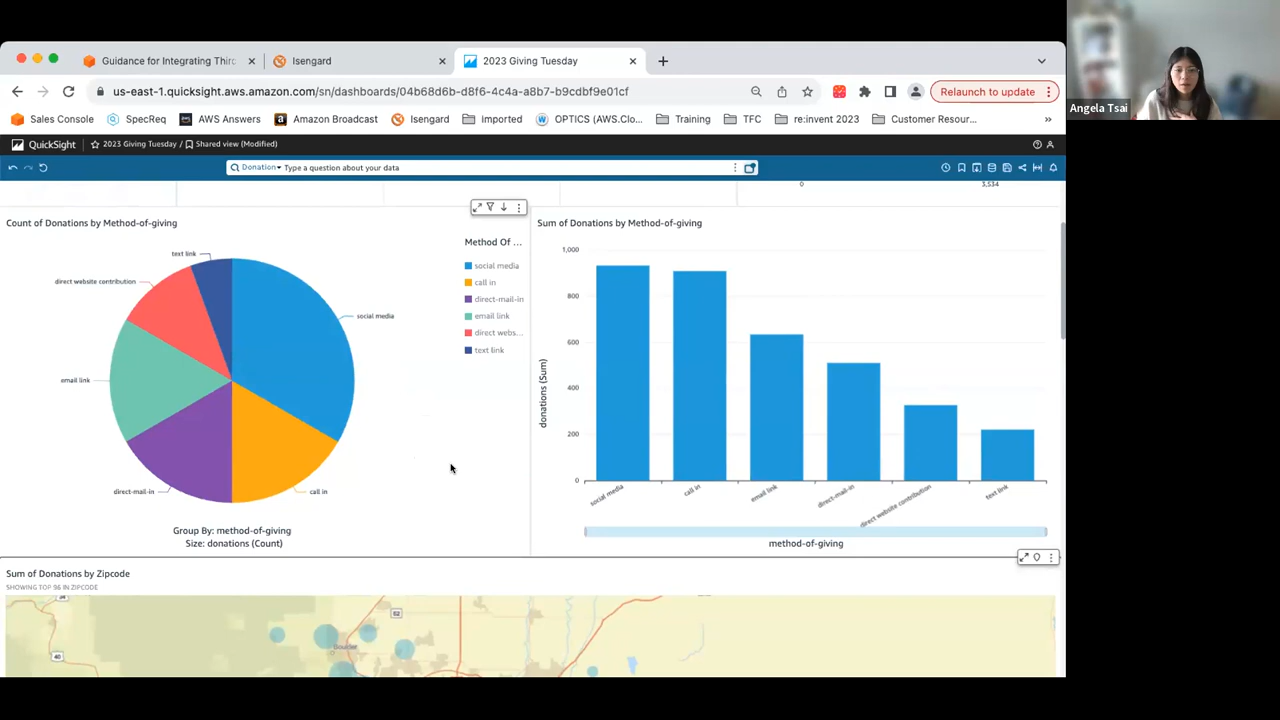 Guidance for Integrating Thirc
Isengard
2023 Giving Tuesday
us-east-1.quicksight.aws.amazon.com/sn/dashboards/04b68d6b-d8f6-4c4a-a8b7-b9cdbf9e01cf
Relaunch to update
Angela Tsai
Sales Console
SpecReq
AWS Answers
Amazon Broadcas...
Isengard
Imported
OPTICS (AWS.Clo...
Training
TFC
re:invent 2023
Customer Resour...
QuickSight
2023 Giving Tuesday / Shared view (Modified)
Donation
Type a question about your data
0
3,534
Count of Donations by Method-of-giving
Method Of ...
social media
call in
direct-mail-in
email link
direct webs...
text link
text link
direct website contribution
social media
email link
direct-mail-in
call in
Group By: method-of-giving
Size: donations (Count)
Sum of Donations by Method-of-giving
1,000
800
600
400
200
0
donations (Sum)
social media
call in
email link
direct-mail-in
direct website contribution
text link
method-of-giving
Sum of Donations by Zipcode
SHOWING TOP 96 IN ZIPCODE
52
Boulder
40